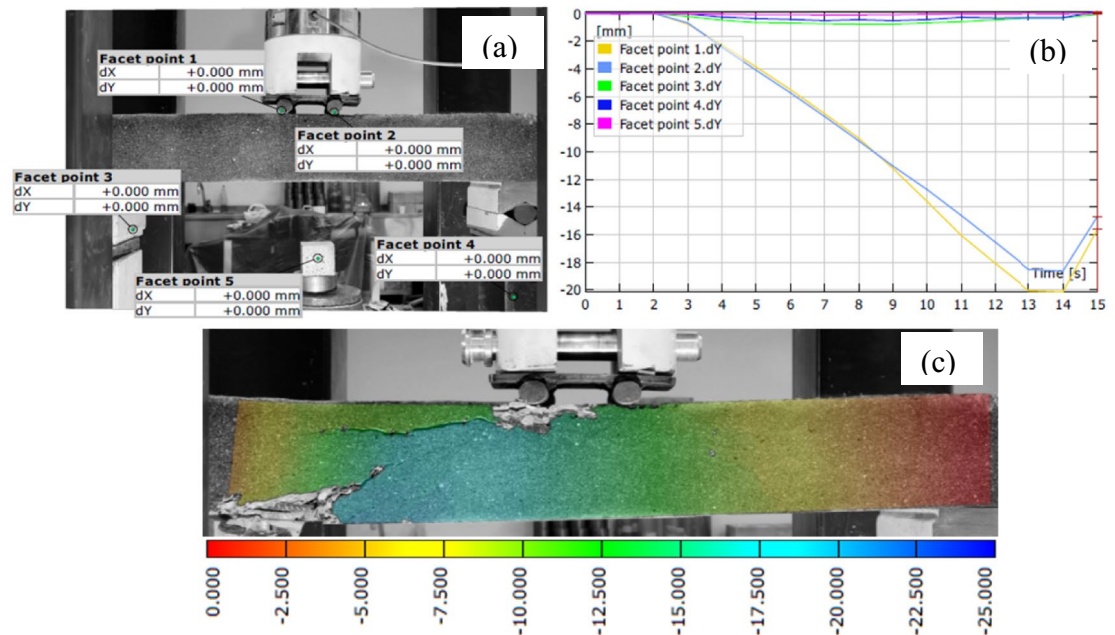 (a)
Facet point 1
dX +0.000 mm
dY +0.000 mm
Facet point 2
dX +0.000 mm
dY +0.000 mm
Facet point 3
dX +0.000 mm
dY +0.000 mm
Facet point 4
dX +0.000 mm
dY +0.000 mm
Facet point 5
dX +0.000 mm
dY +0.000 mm
(b)
[mm]
Facet point 1.dY
Facet point 2.dY
Facet point 3.dY
Facet point 4.dY
Facet point 5.dY
0
-2
-4
-6
-8
-10
-12
-14
-16
-18
-20
Time [s]
0 1 2 3 4 5 6 7 8 9 10 11 12 13 14 15
(c)
0.000 -2.500 -5.000 -7.500 -10.000 -12.500 -15.000 -17.500 -20.000 -22.500 -25.000